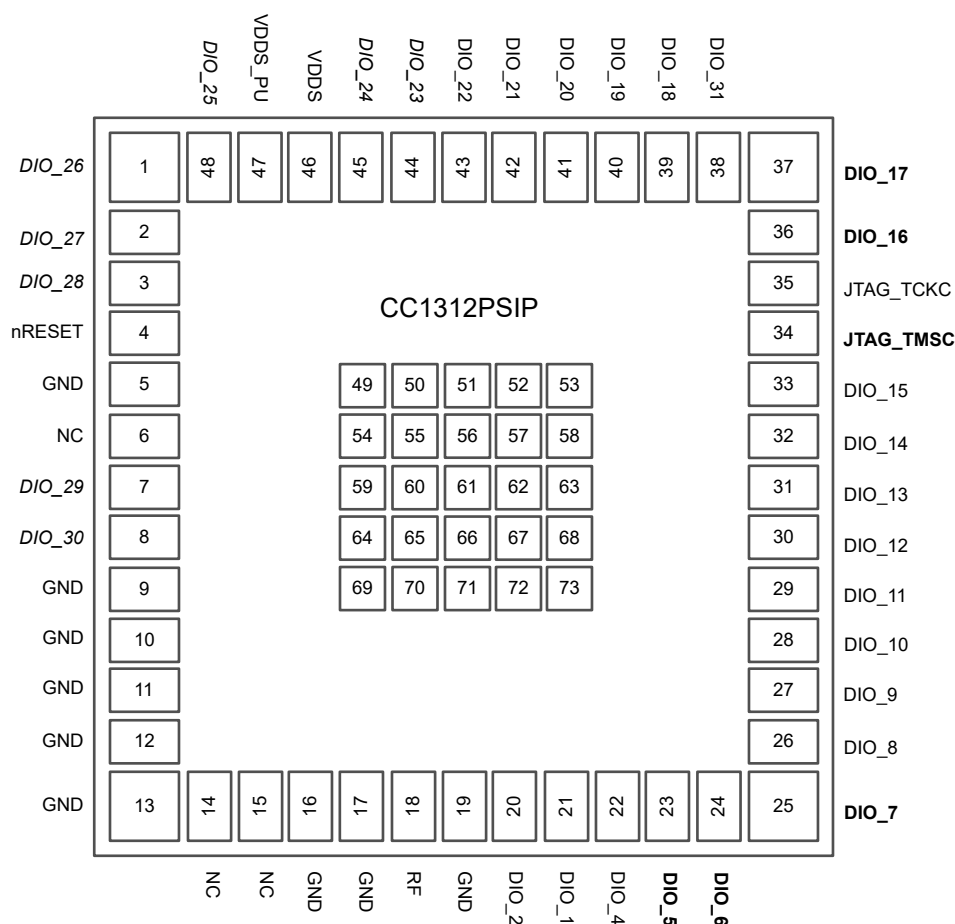 DIO_25 VDDS_PU VDDS DIO_24 DIO_23 DIO_22 DIO_21 DIO_20 DIO_19 DIO_18 DIO_31
DIO_26 1 48 47 46 45 44 43 42 41 40 39 38 37 DIO_17
DIO_27 2 36 DIO_16
DIO_28 3 35 JTAG_TCKC
CC1312PSIP
nRESET 4 34 JTAG_TMSC
GND 5 49 50 51 52 53 33 DIO_15
NC 6 54 55 56 57 58 32 DIO_14
DIO_29 7 59 60 61 62 63 31 DIO_13
DIO_30 8 64 65 66 67 68 30 DIO_12
GND 9 69 70 71 72 73 29 DIO_11
GND 10 28 DIO_10
GND 11 27 DIO_9
GND 12 26 DIO_8
GND 13 14 15 16 17 18 19 20 21 22 23 24 25 DIO_7
NC NC GND GND RF GND DIO_2 DIO_1 DIO_4 DIO_5 DIO_6